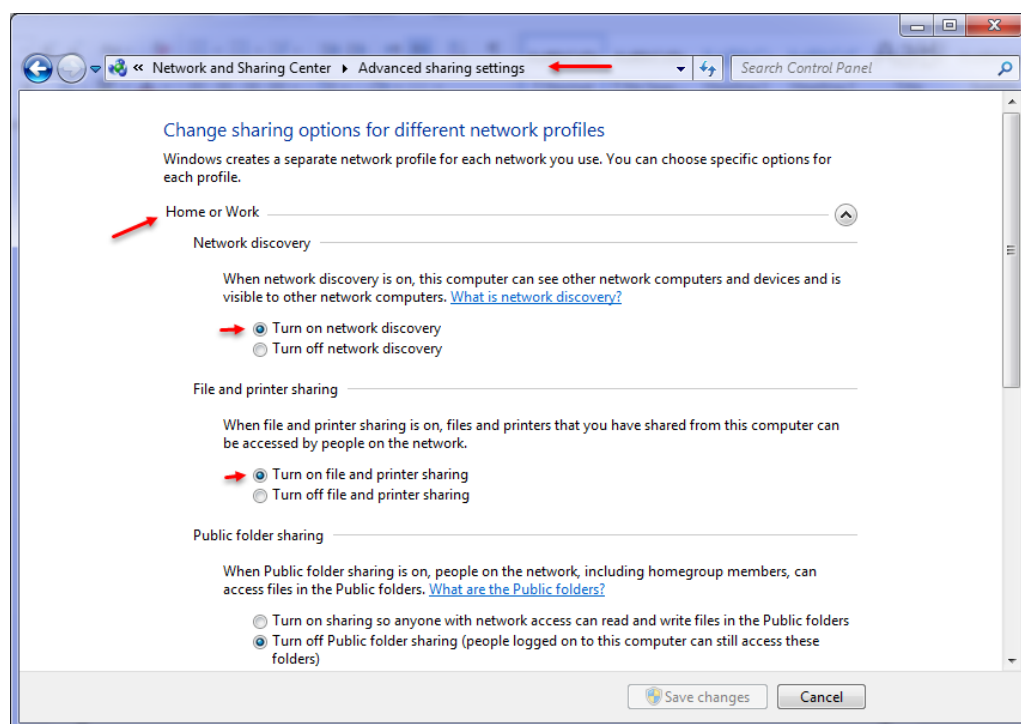 « Network and Sharing Center ▸ Advanced sharing settings
Search Control Panel
Change sharing options for different network profiles
Windows creates a separate network profile for each network you use. You can choose specific options for
each profile.
Home or Work
Network discovery
When network discovery is on, this computer can see other network computers and devices and is
visible to other network computers. What is network discovery?
Turn on network discovery
Turn off network discovery
File and printer sharing
When file and printer sharing is on, files and printers that you have shared from this computer can
be accessed by people on the network.
Turn on file and printer sharing
Turn off file and printer sharing
Public folder sharing
When Public folder sharing is on, people on the network, including homegroup members, can
access files in the Public folders. What are the Public folders?
Turn on sharing so anyone with network access can read and write files in the Public folders
Turn off Public folder sharing (people logged on to this computer can still access these
folders)
Save changes
Cancel